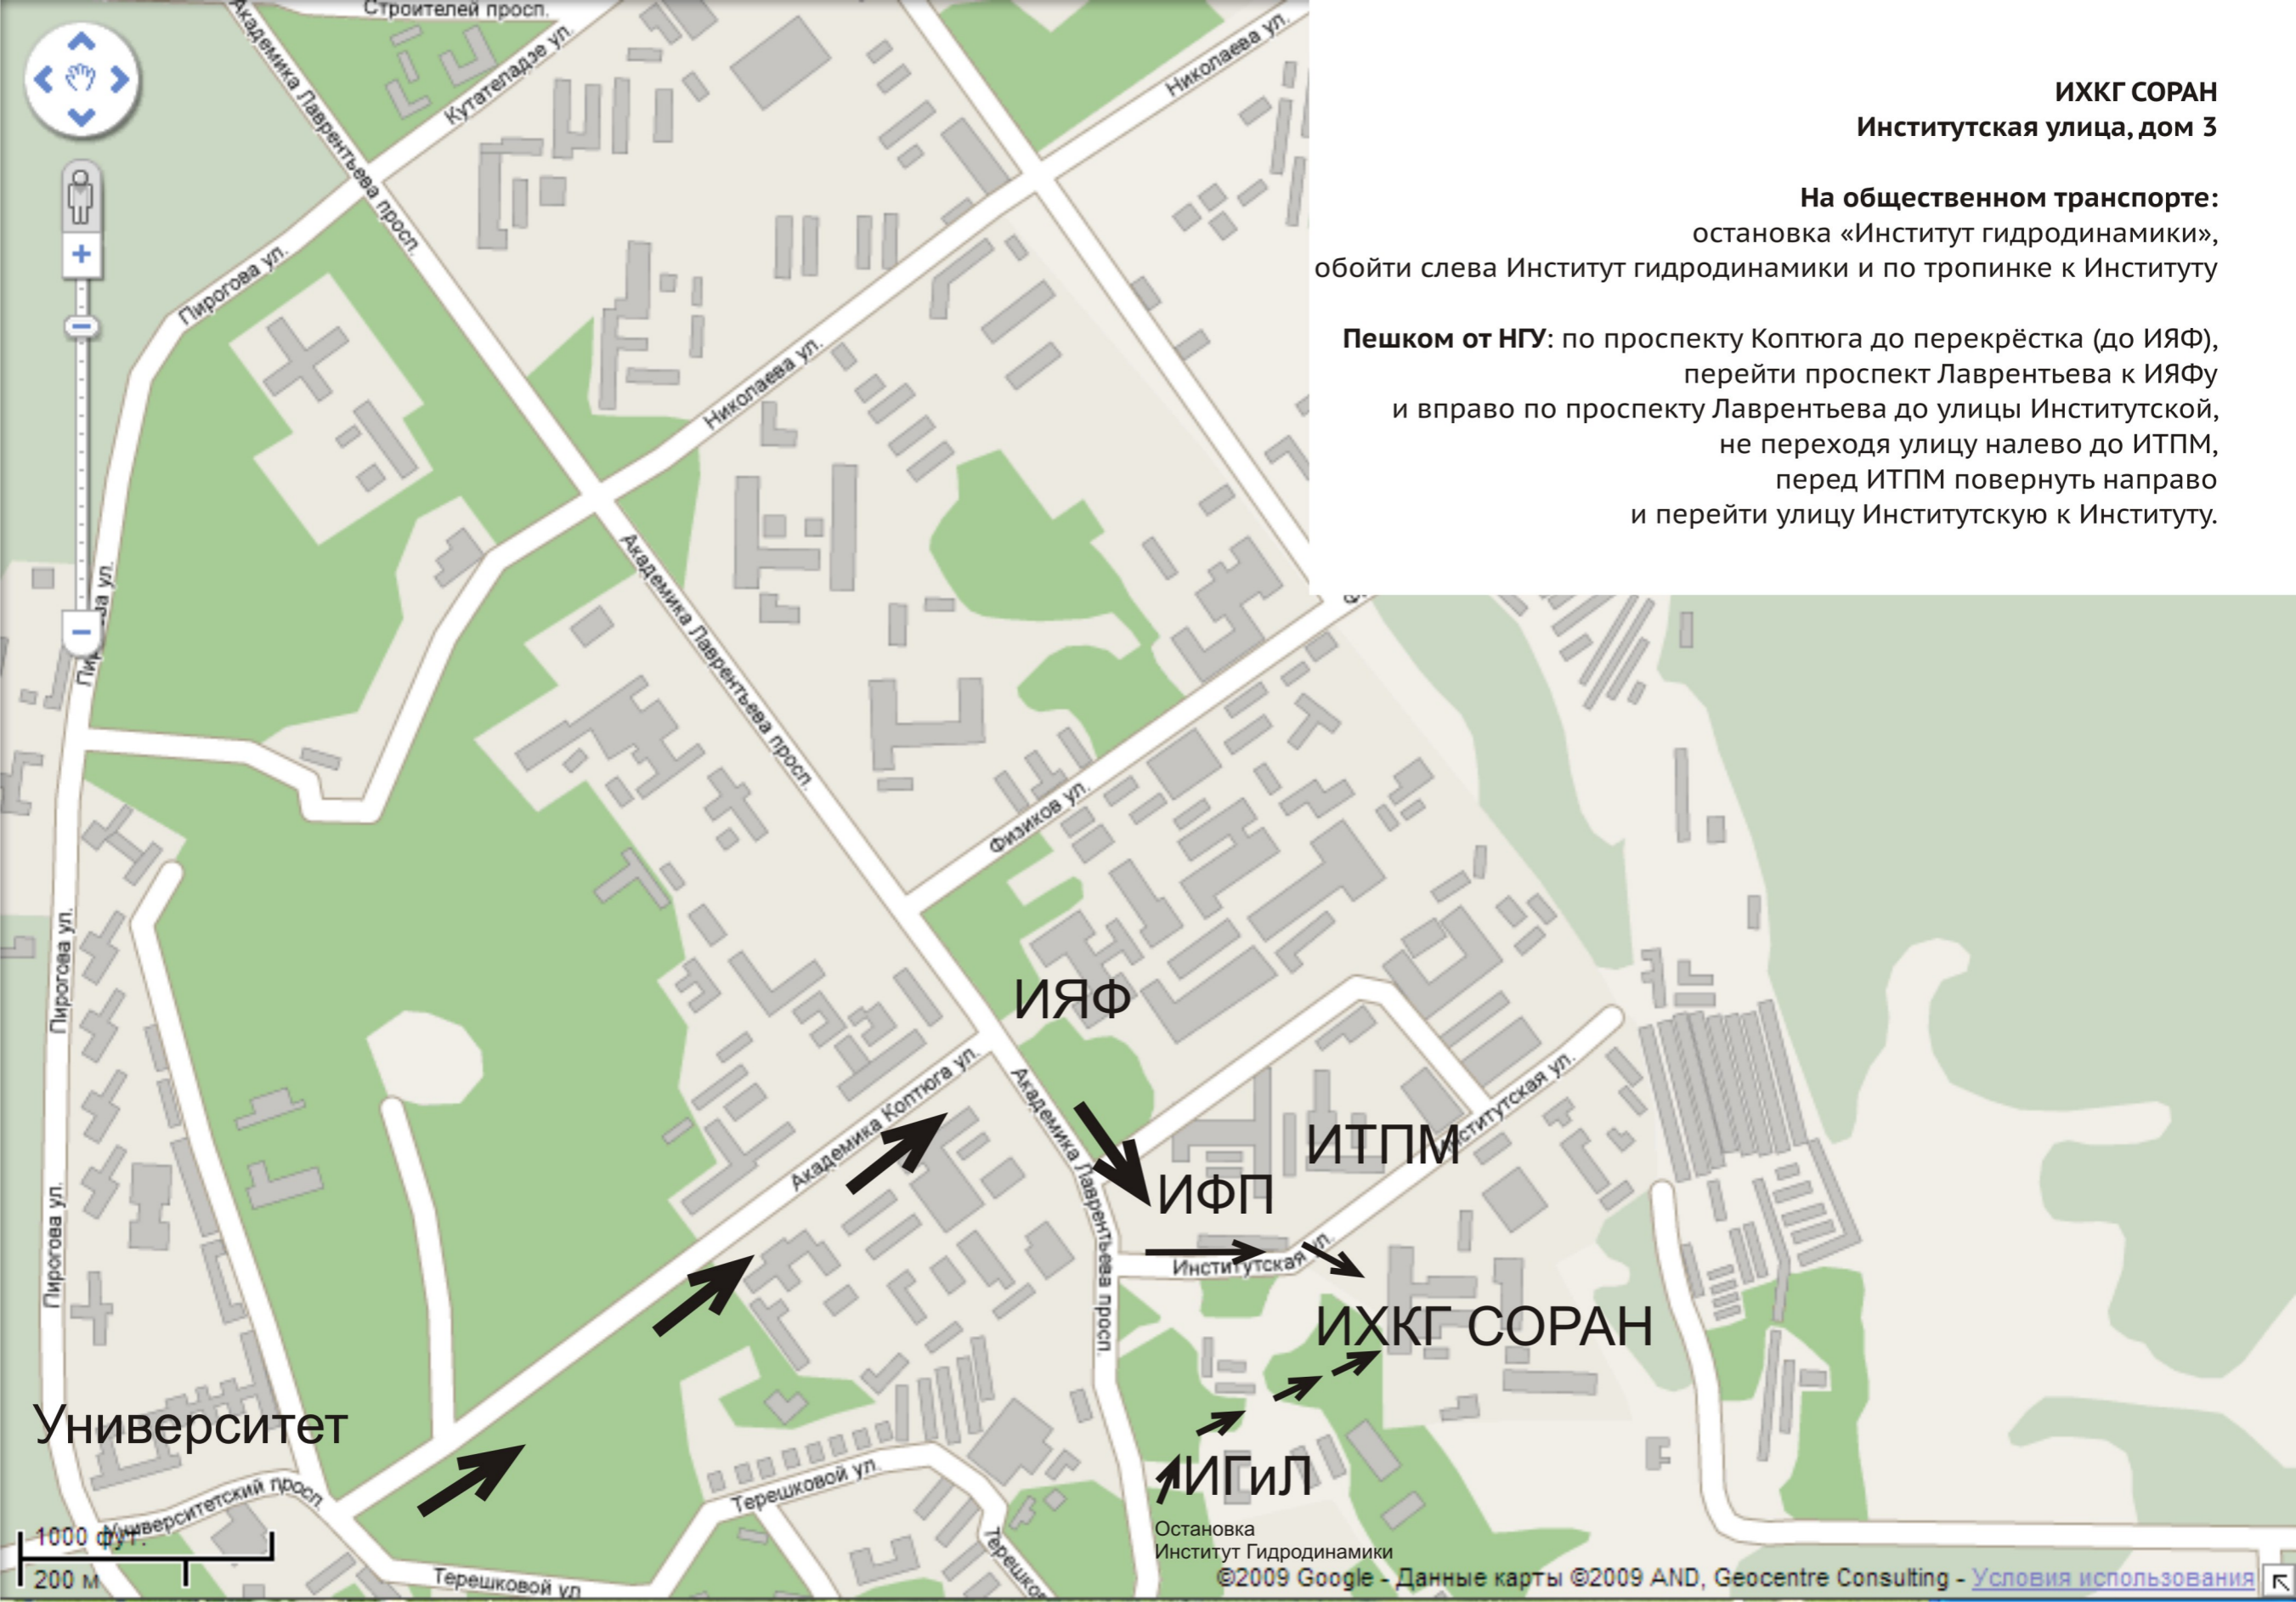 Строителей просп.
Академика Лаврентьева просп.
Кутателадзе ул.
Николаева ул.
ИХКГ СОРАН
Институтская улица, дом 3
На общественном транспорте:
остановка «Институт гидродинамики»,
обойти слева Институт гидродинамики и по тропинке к Институту
Пешком от НГУ: по проспекту Коптюга до перекрёстка (до ИЯФ),
перейти проспект Лаврентьева к ИЯФу
и вправо по проспекту Лаврентьева до улицы Институтской,
не переходя улицу налево до ИТПМ,
перед ИТПМ повернуть направо
и перейти улицу Институтскую к Институту.
Пирогова ул.
Николаева ул.
Академика Лаврентьева просп.
Физиков ул.
Пирогова ул.
ИЯФ
Академика Коптюга ул.
Академика Лаврентьева просп.
ИТПМ
Институтская ул.
ИФП
Пирогова ул.
Институтская ул.
ИХКГ СОРАН
Университет
Университетский просп.
Терешковой ул.
ИГиЛ
Остановка
Институт Гидродинамики
1000 фут.
200 м
Терешковой ул
©2009 Google - Данные карты ©2009 AND, Geocentre Consulting - Условия использования